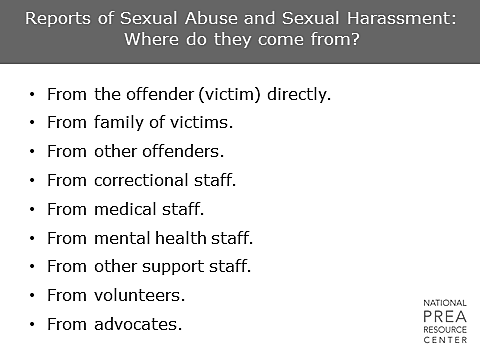 Reports of Sexual Abuse and Sexual Harassment:
Where do they come from?
• From the offender (victim) directly.
• From family of victims.
• From other offenders.
• From correctional staff.
• From medical staff.
• From mental health staff.
• From other support staff.
• From volunteers.
• From advocates.
NATIONAL
PREA
RESOURCE
CENTER